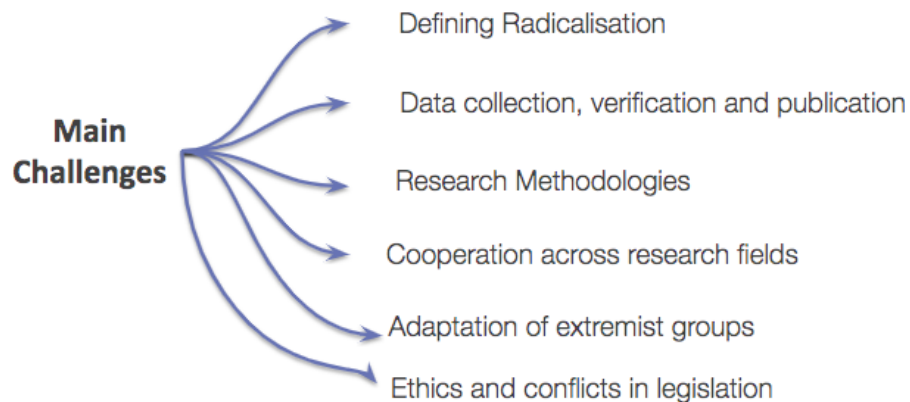 Defining Radicalisation
Data collection, verification and publication
Main
Challenges
Research Methodologies
Cooperation across research fields
Adaptation of extremist groups
Ethics and conflicts in legislation